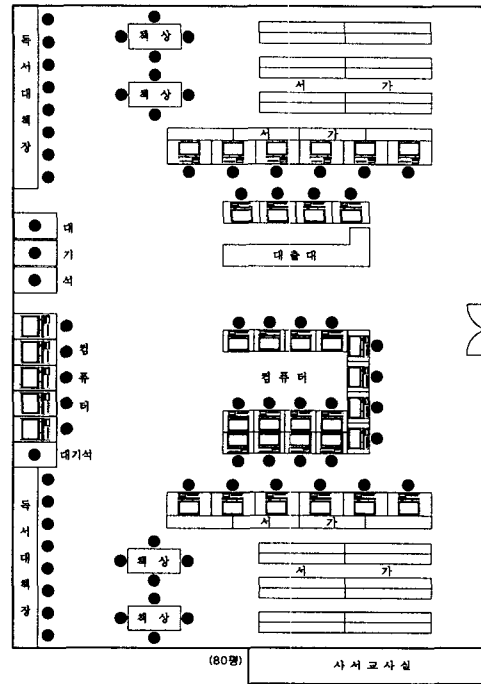 독서대책장
책상
책상
서 가
서 가
대기석
대출대
컴퓨터
컴퓨터
대기석
독서대책장
서 가
책상
책상
서 가
(80명)
사서교사실